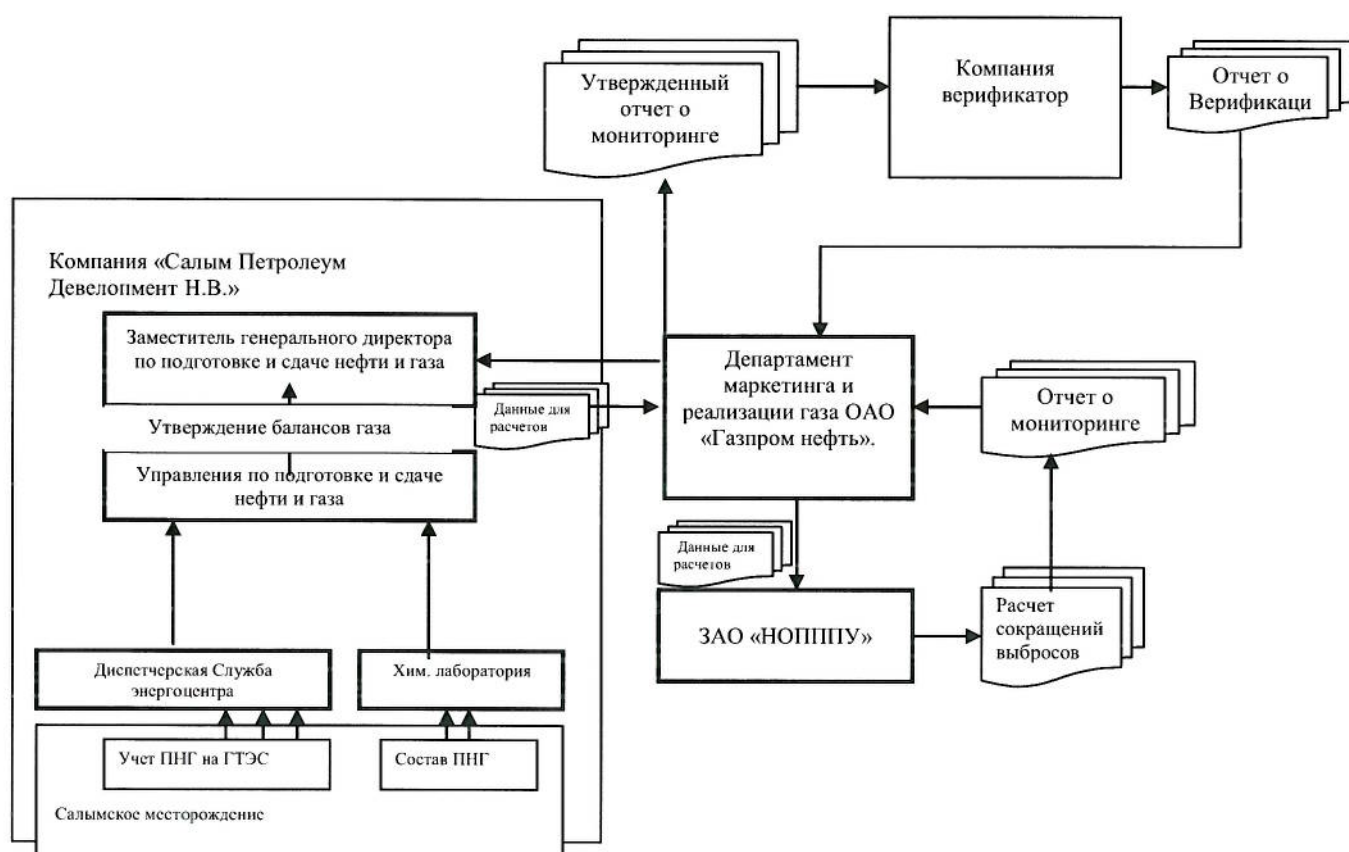 Утвержденный
отчет о
мониторинге
Компания
верификатор
Отчет о
Верификаци
Компания «Салым Петролеум
Девелопмент Н.В.»
Заместитель генерального директора
по подготовке и сдаче нефти и газа
Утверждение балансов газа
Управления по подготовке и сдаче
нефти и газа
Данные для
расчетов
Департамент
маркетинга и
реализации газа ОАО
«Газпром нефть».
Отчет о
мониторинге
Данные для
расчетов
ЗАО «НОПППУ»
Расчет
сокращений
выбросов
Диспетчерская Служба
энергоцентра
Хим. лаборатория
Учет ПНГ на ГТЭС
Состав ПНГ
Салымское месторождение